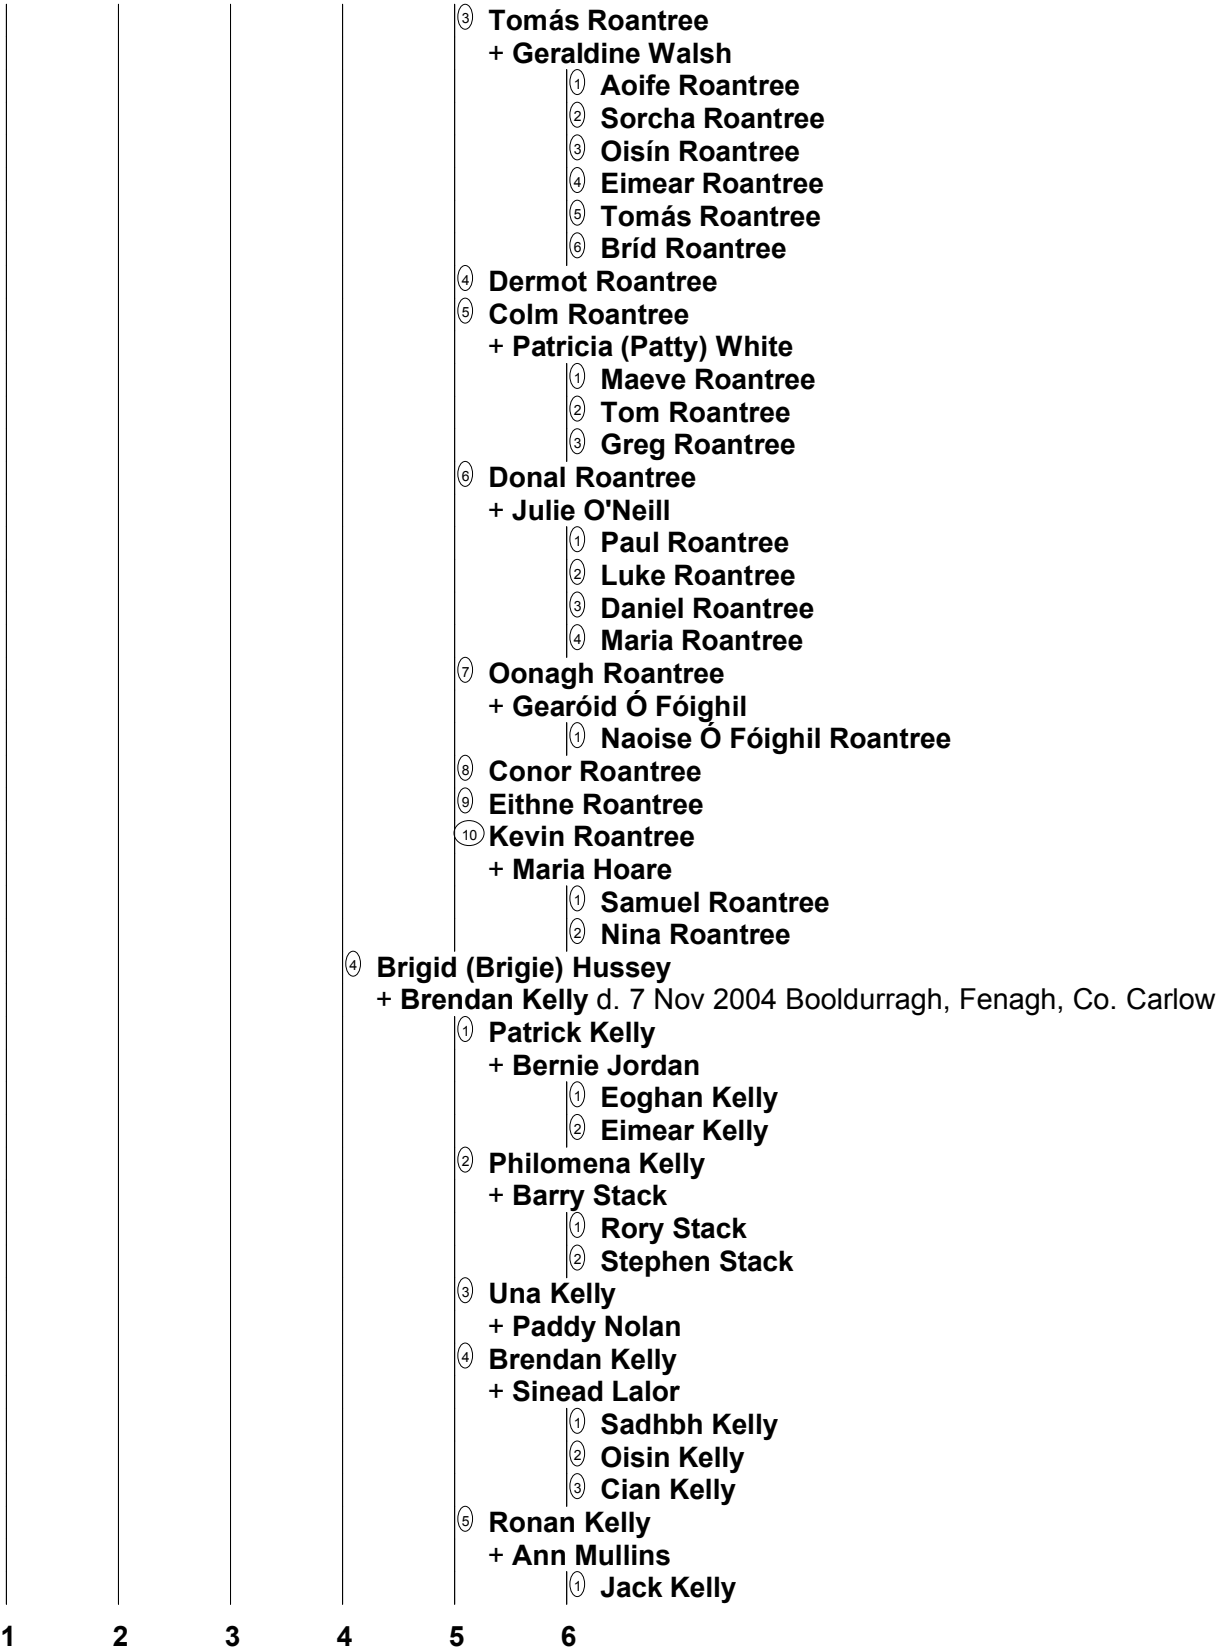 3 Tomás Roantree
+ Geraldine Walsh
1 Aoife Roantree
2 Sorcha Roantree
3 Oisín Roantree
4 Eimear Roantree
5 Tomás Roantree
6 Bríd Roantree
4 Dermot Roantree
5 Colm Roantree
+ Patricia (Patty) White
1 Maeve Roantree
2 Tom Roantree
3 Greg Roantree
6 Donal Roantree
+ Julie O'Neill
1 Paul Roantree
2 Luke Roantree
3 Daniel Roantree
4 Maria Roantree
7 Oonagh Roantree
+ Gearóid Ó Fóighil
1 Naoise Ó Fóighil Roantree
8 Conor Roantree
9 Eithne Roantree
10 Kevin Roantree
+ Maria Hoare
1 Samuel Roantree
2 Nina Roantree
4 Brigid (Brigie) Hussey
+ Brendan Kelly d. 7 Nov 2004 Booldurragh, Fenagh, Co. Carlow
1 Patrick Kelly
+ Bernie Jordan
1 Eoghan Kelly
2 Eimear Kelly
2 Philomena Kelly
+ Barry Stack
1 Rory Stack
2 Stephen Stack
3 Una Kelly
+ Paddy Nolan
4 Brendan Kelly
+ Sinead Lalor
1 Sadhbh Kelly
2 Oisin Kelly
3 Cian Kelly
5 Ronan Kelly
+ Ann Mullins
1 Jack Kelly
1 2 3 4 5 6